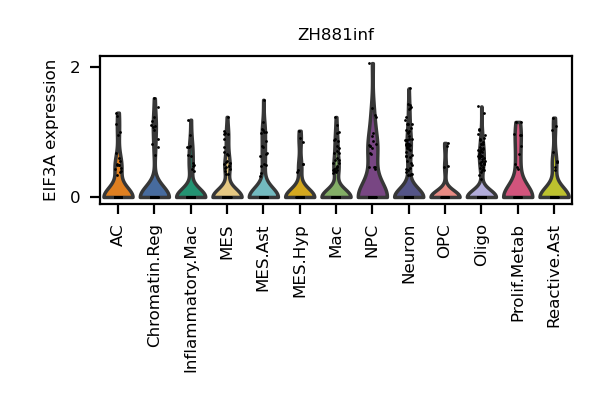 ZH881inf
EIF3A expression
2
0
AC
Chromatin.Reg
Inflammatory.Mac
MES
MES.Ast
MES.Hyp
Mac
NPC
Neuron
OPC
Oligo
Prolif.Metab
Reactive.Ast